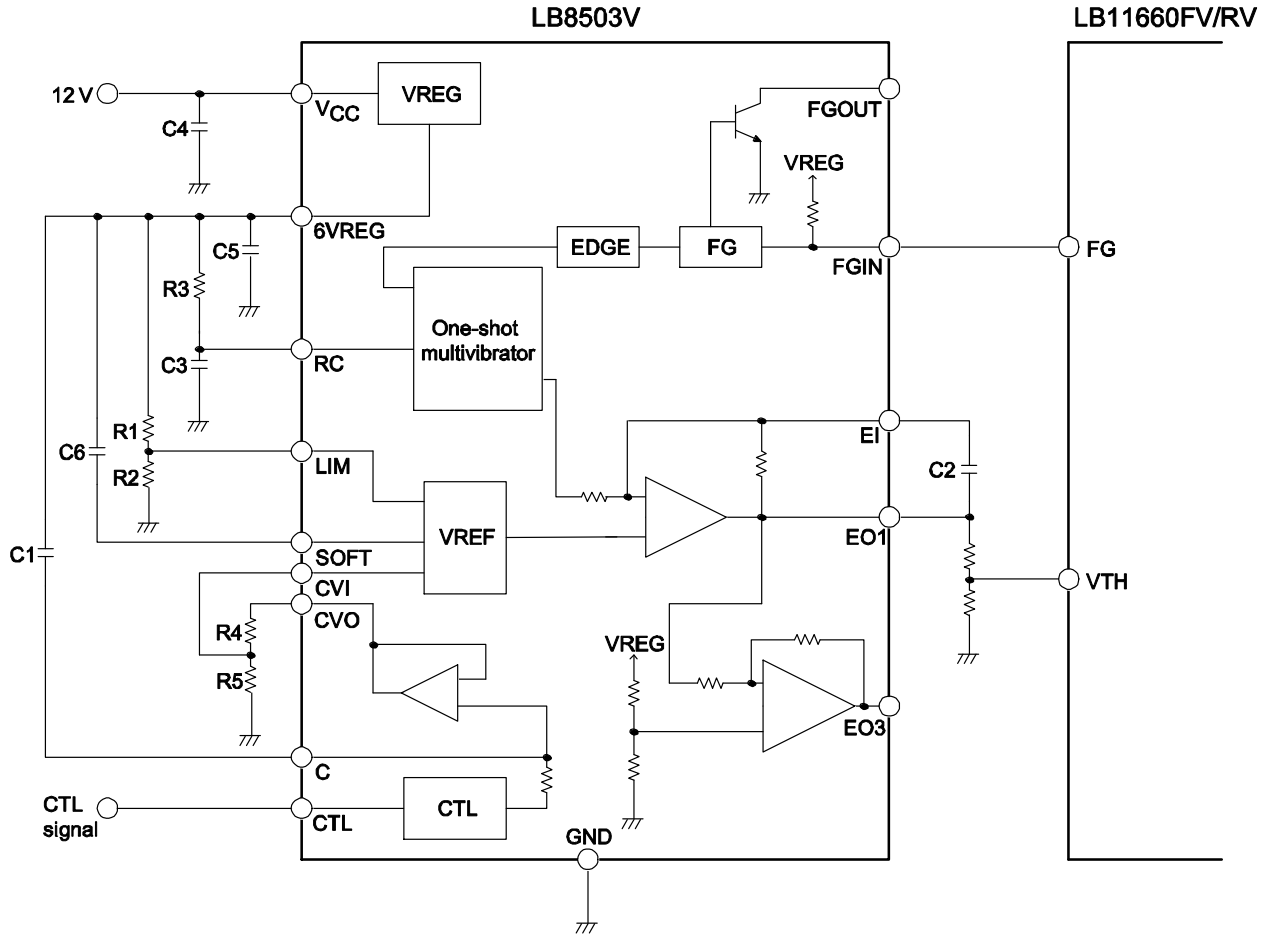 LB8503V
LB11660FV/RV
12 V
VREG
VCC
FGOUT
C4
VREG
6VREG
C5
EDGE
FG
FGIN
FG
R3
One-shot
multivibrator
RC
C3
R1
EI
C6
LIM
R2
C2
VREF
C1
SOFT
EO1
CVI
VTH
CVO
R4
VREG
R5
EO3
C
CTL
signal
CTL
CTL
GND